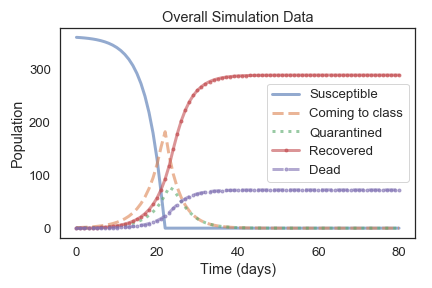 Overall Simulation Data
Population
300
200
100
0
Susceptible
Coming to class
Quarantined
Recovered
Dead
0 20 40 60 80
Time (days)